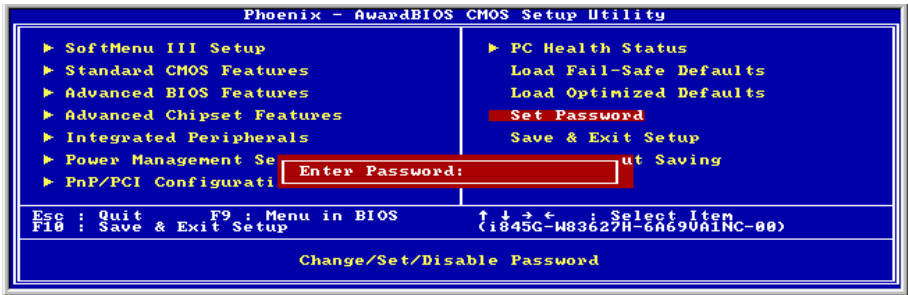 Phoenix - AwardBIOS CMOS Setup Utility
► SoftMenu III Setup
► Standard CMOS Features
► Advanced BIOS Features
► Advanced Chipset Features
► Integrated Peripherals
► Power Management Se
► PnP/PCI Configurati
► PC Health Status
Load Fail-Safe Defaults
Load Optimized Defaults
Set Password
Save & Exit Setup
ut Saving
Enter Password:
Esc : Quit F9 : Menu in BIOS ↑ ↓ → ← : Select Item
F10 : Save & Exit Setup (i845G-W83627H-6A69VA1NC-00)
Change/Set/Disable Password